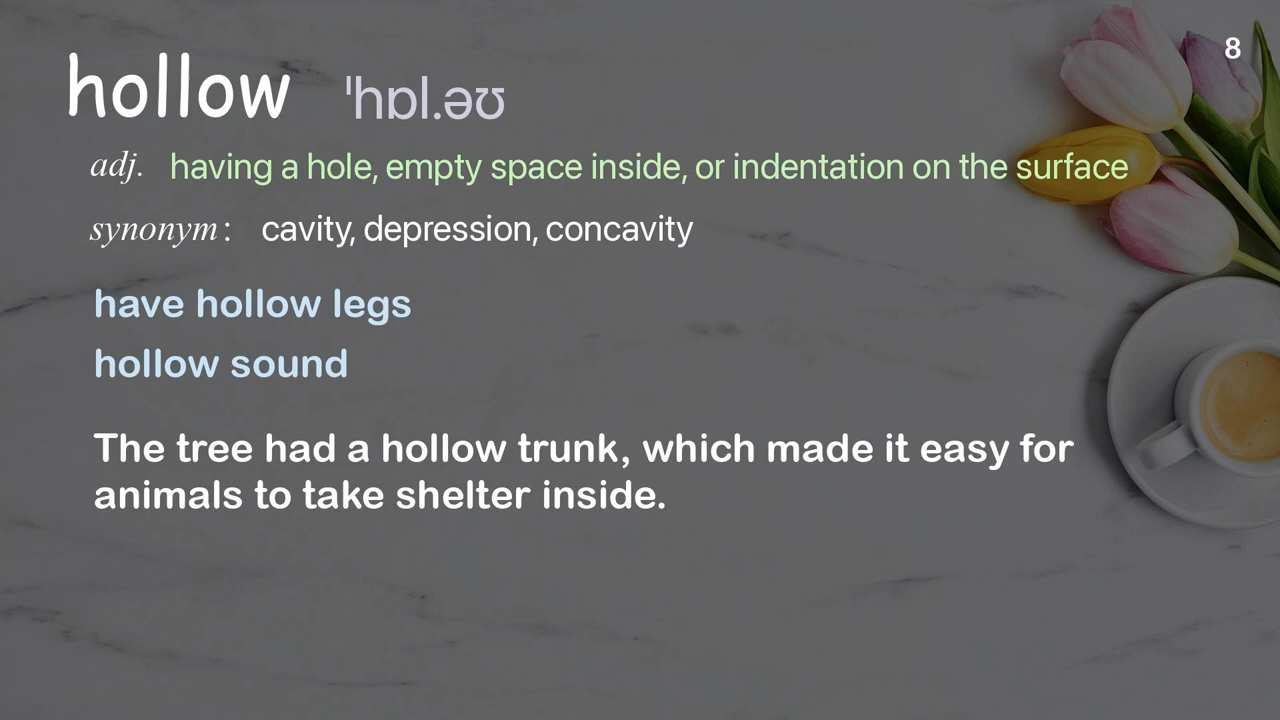 8
hollow ˈhɒl.əʊ
adj. having a hole, empty space inside, or indentation on the surface
synonym: cavity, depression, concavity
have hollow legs
hollow sound
The tree had a hollow trunk, which made it easy for
animals to take shelter inside.